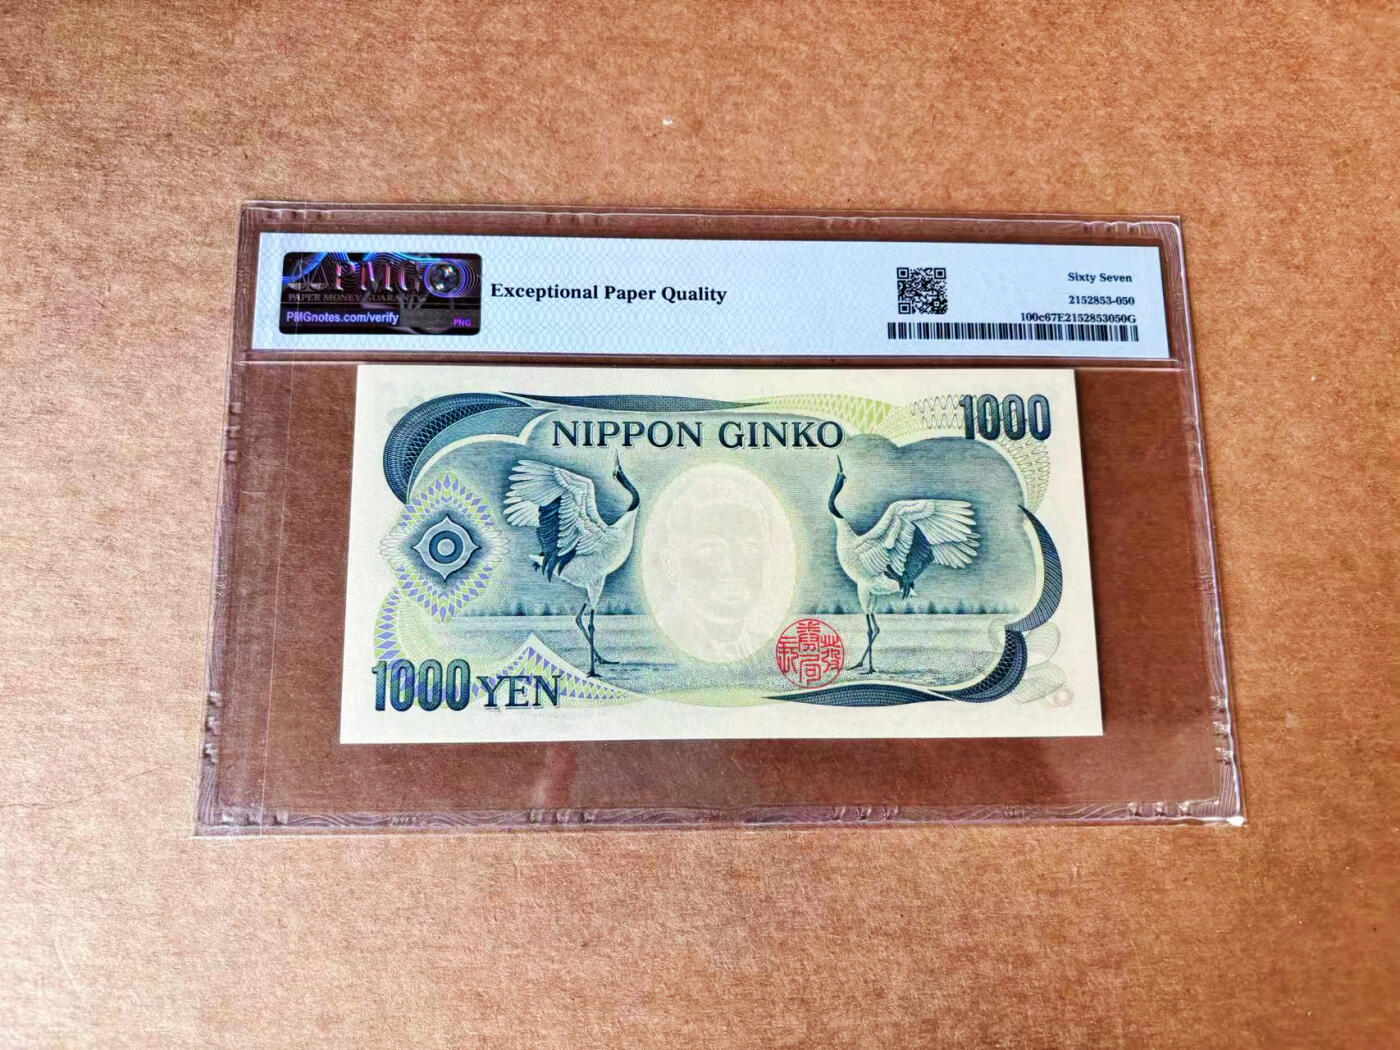 PMG
PAPER MONEY GUARANTY
PMGnotes.com/verify
-PNG
Exceptional Paper Quality
Sixty Seven
2152853-050
100c67E2152853050G
NIPPON GINKO
1000
1000 YEN